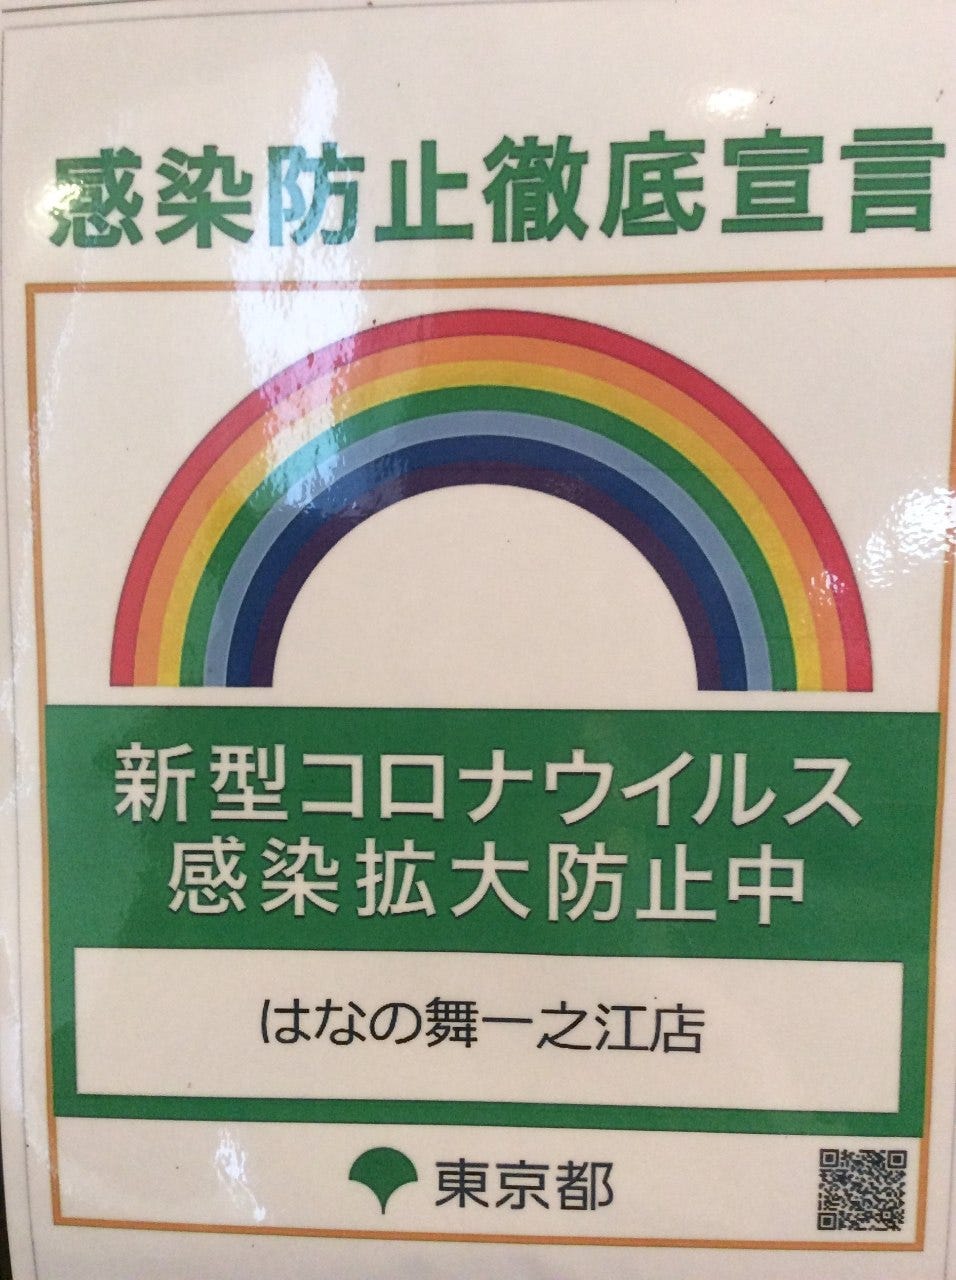 感染防止徹底宣言
新型コロナウイルス
感染拡大防止中
はなの舞一之江店
東京都